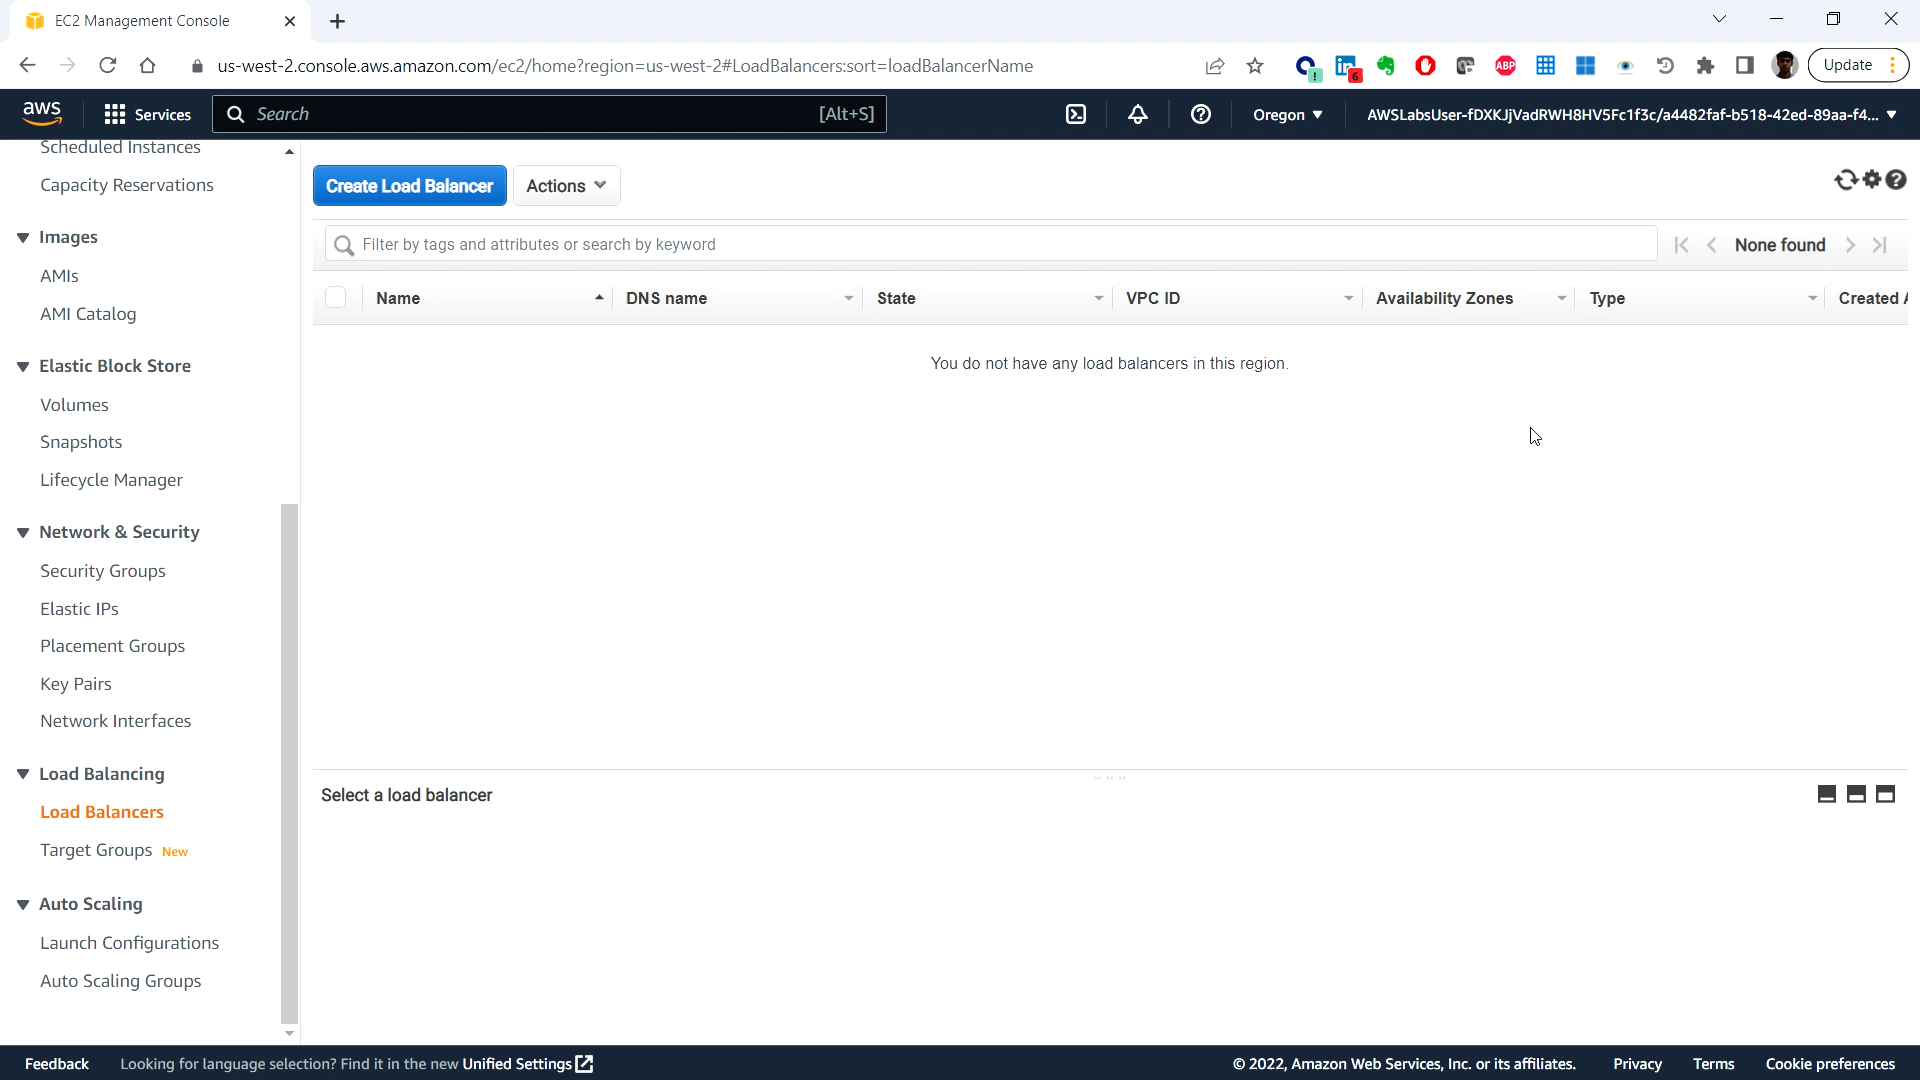 EC2 Management Console
us-west-2.console.aws.amazon.com/ec2/home?region=us-west-2#LoadBalancers:sort=loadBalancerName
6
ABP
Update
aws
Services
Search
[Alt+S]
Oregon
AWSLabsUser-fDXKJjVadRWH8HV5Fc1f3c/a4482faf-b518-42ed-89aa-f4...
Scheduled Instances
Capacity Reservations
Images
AMIs
AMI Catalog
Elastic Block Store
Volumes
Snapshots
Lifecycle Manager
Network & Security
Security Groups
Elastic IPs
Placement Groups
Key Pairs
Network Interfaces
Load Balancing
Load Balancers
Target Groups New
Auto Scaling
Launch Configurations
Auto Scaling Groups
Create Load Balancer
Actions
Filter by tags and attributes or search by keyword
None found
Name
DNS name
State
VPC ID
Availability Zones
Type
Created A
You do not have any load balancers in this region.
Select a load balancer
Feedback
Looking for language selection? Find it in the new Unified Settings
© 2022, Amazon Web Services, Inc. or its affiliates.
Privacy
Terms
Cookie preferences